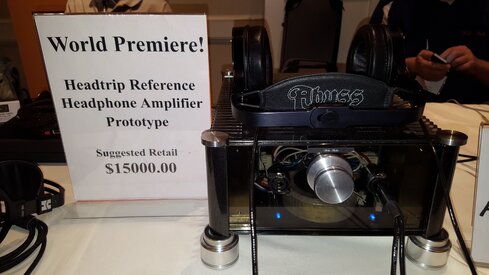 World Premiere!
Headtrip Reference
Headphone Amplifier
Prototype
Suggested Retail
$15000.00
Abyss